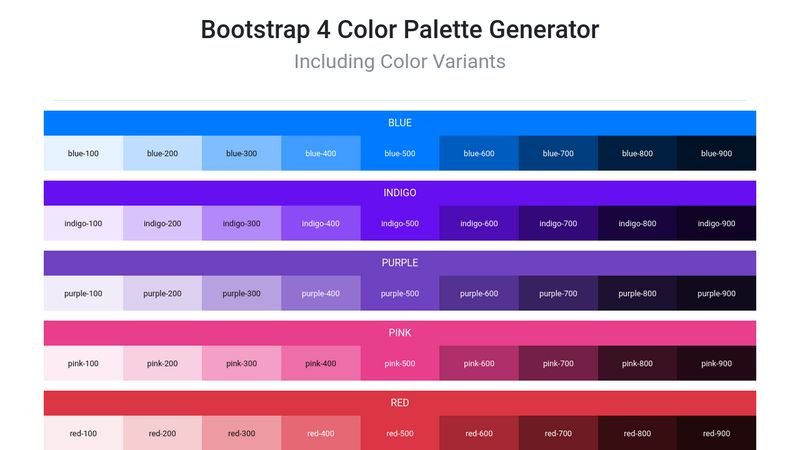 Bootstrap 4 Color Palette Generator
Including Color Variants
BLUE
blue-100 blue-200 blue-300 blue-400 blue-500 blue-600 blue-700 blue-800 blue-900
INDIGO
indigo-100 indigo-200 indigo-300 indigo-400 indigo-500 indigo-600 indigo-700 indigo-800 indigo-900
PURPLE
purple-100 purple-200 purple-300 purple-400 purple-500 purple-600 purple-700 purple-800 purple-900
PINK
pink-100 pink-200 pink-300 pink-400 pink-500 pink-600 pink-700 pink-800 pink-900
RED
red-100 red-200 red-300 red-400 red-500 red-600 red-700 red-800 red-900